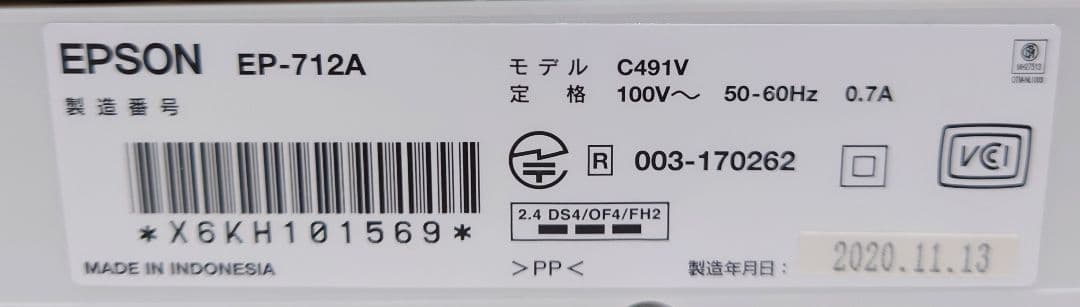 EPSON EP-712A
製造番号
*X6KH101569*
MADE IN INDONESIA
モデル C491V
定格 100V～ 50-60Hz 0.7A
R 003-170262
VCCI
2.4 DS4/OF4/FH2
>PP<
製造年月日： 2020.11.13